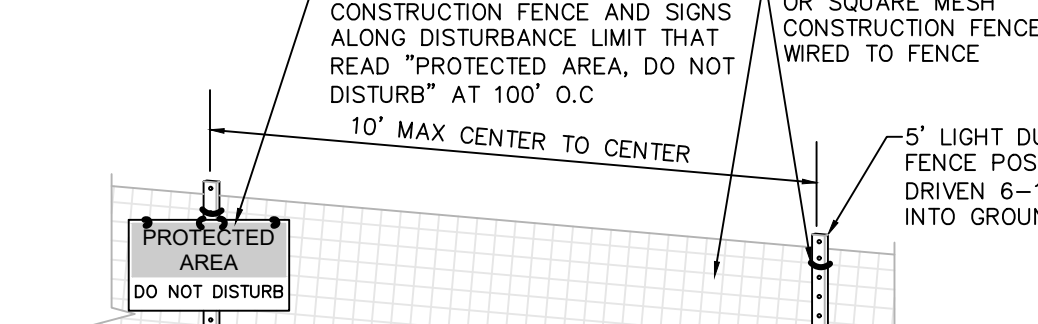 CONSTRUCTION FENCE AND SIGNS
ALONG DISTURBANCE LIMIT THAT
READ "PROTECTED AREA, DO NOT
DISTURB" AT 100' O.C
OR SQUARE MESH
CONSTRUCTION FENCE
WIRED TO FENCE
10' MAX CENTER TO CENTER
5' LIGHT
FENCE
DRIVEN
INTO
PROTECTED
AREA
DO NOT DISTURB